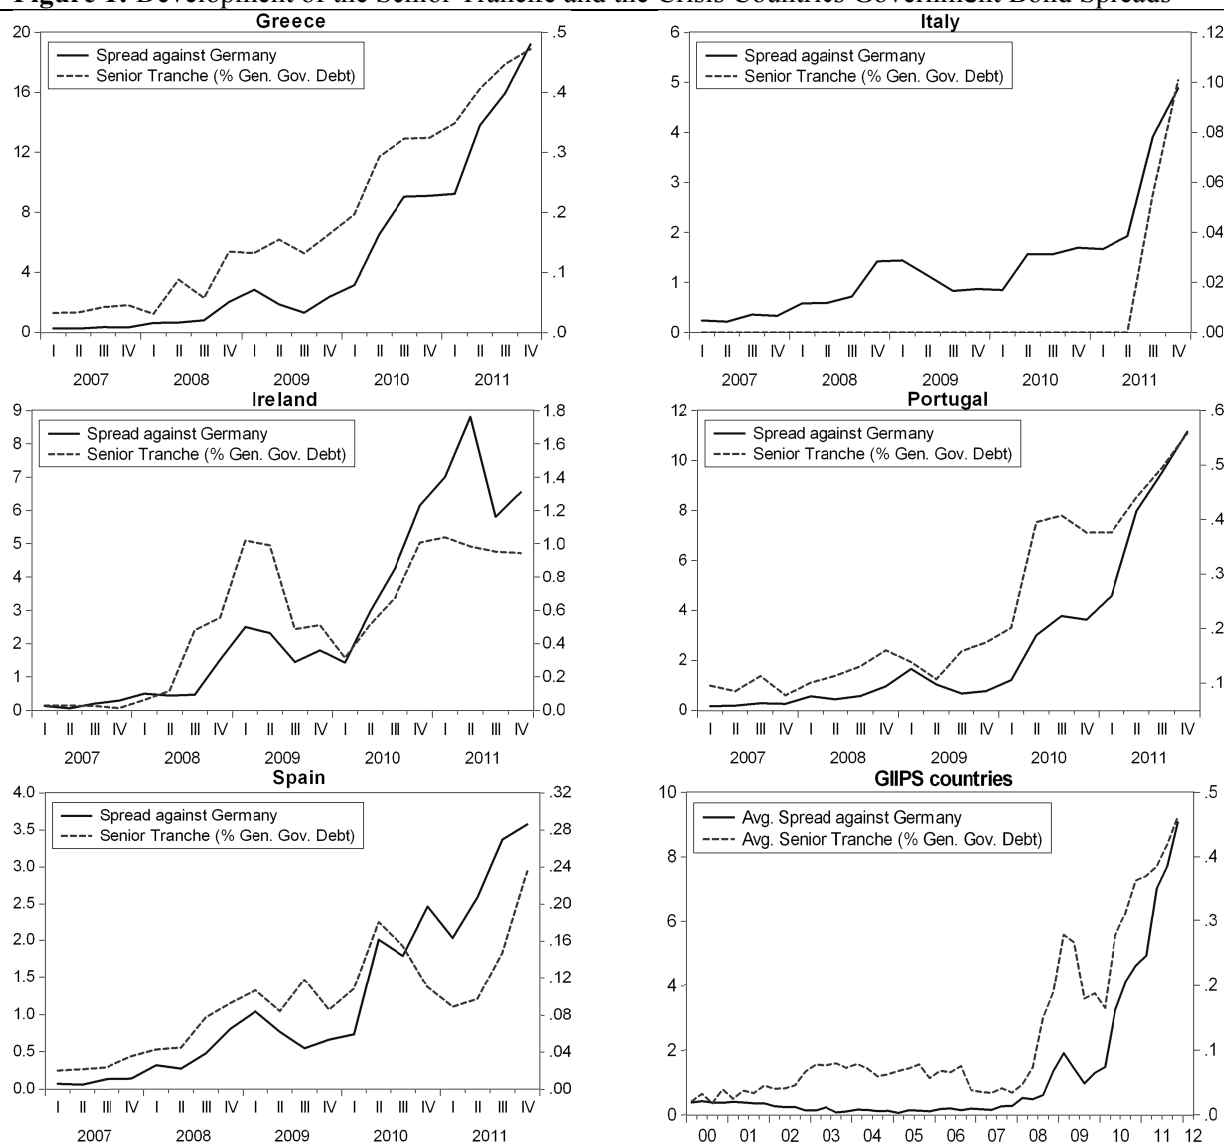 Figure 1: Development of the Senior Tranche and the Crisis Countries Government Bond Spreads
Greece
Spread against Germany
Senior Tranche (% Gen. Gov. Debt)
20
16
12
8
4
0
.5
.4
.3
.2
.1
.0
I II III IV I II III IV I II III IV I II III IV I II III IV
2007 2008 2009 2010 2011
Italy
Spread against Germany
Senior Tranche (% Gen. Gov. Debt)
6
5
4
3
2
1
0
.12
.10
.08
.06
.04
.02
.00
I II III IV I II III IV I II III IV I II III IV I II III IV
2007 2008 2009 2010 2011
Ireland
Spread against Germany
Senior Tranche (% Gen. Gov. Debt)
9
8
7
6
5
4
3
2
1
0
1.8
1.6
1.4
1.2
1.0
0.8
0.6
0.4
0.2
0.0
I II III IV I II III IV I II III IV I II III IV I II III IV
2007 2008 2009 2010 2011
Portugal
Spread against Germany
Senior Tranche (% Gen. Gov. Debt)
12
10
8
6
4
2
0
.6
.5
.4
.3
.2
.1
I II III IV I II III IV I II III IV I II III IV I II III IV
2007 2008 2009 2010 2011
Spain
Spread against Germany
Senior Tranche (% Gen. Gov. Debt)
4.0
3.5
3.0
2.5
2.0
1.5
1.0
0.5
0.0
.32
.28
.24
.20
.16
.12
.08
.04
.00
I II III IV I II III IV I II III IV I II III IV I II III IV
2007 2008 2009 2010 2011
GIIPS countries
Avg. Spread against Germany
Avg. Senior Tranche (% Gen. Gov. Debt)
10
8
6
4
2
0
.5
.4
.3
.2
.1
.0
00 01 02 03 04 05 06 07 08 09 10 11 12